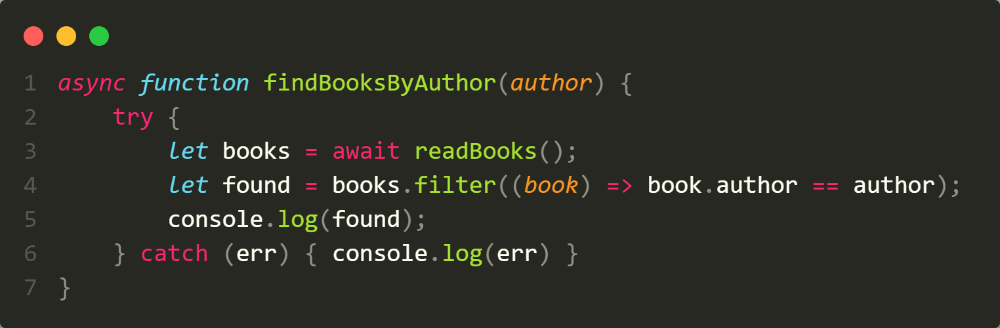 1 async function findBooksByAuthor(author) {
2     try {
3         let books = await readBooks();
4         let found = books.filter((book) => book.author == author);
5         console.log(found);
6     } catch (err) { console.log(err) }
7 }